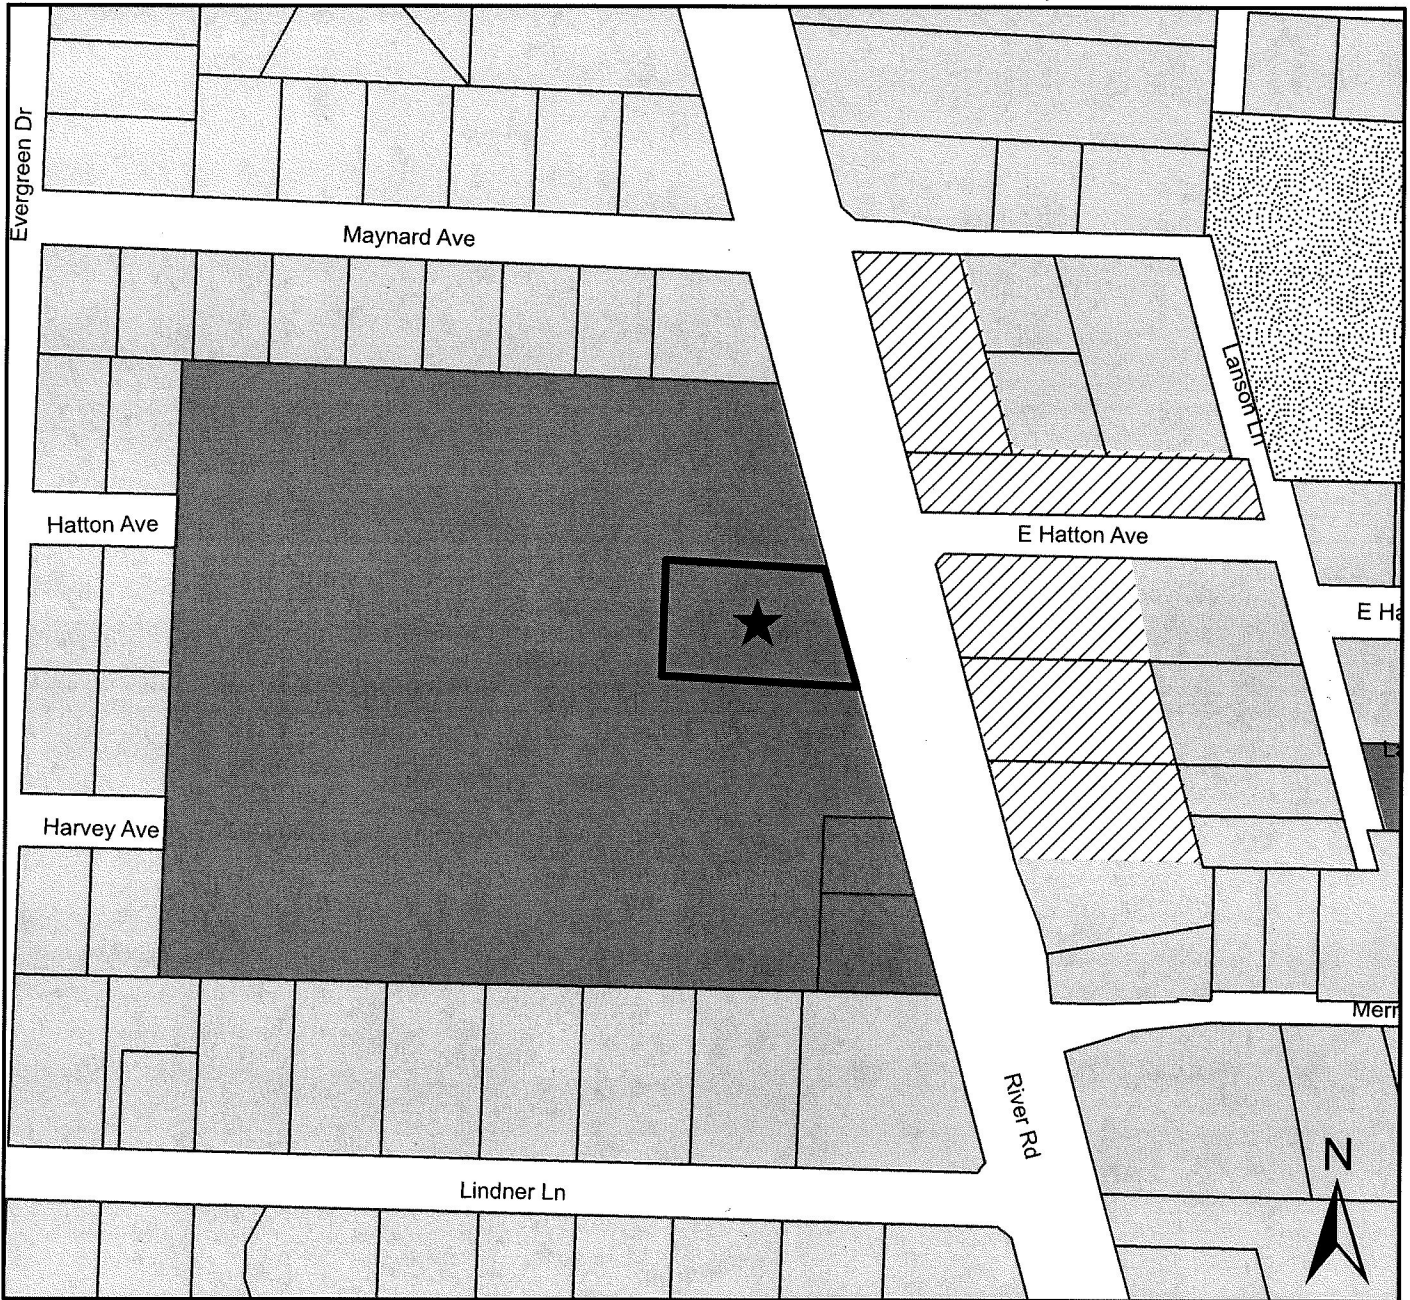 Evergreen Dr
Maynard Ave
Lanson Ln
Hatton Ave
E Hatton Ave
E Ha
Harvey Ave
Merr
River Rd
N
Lindner Ln